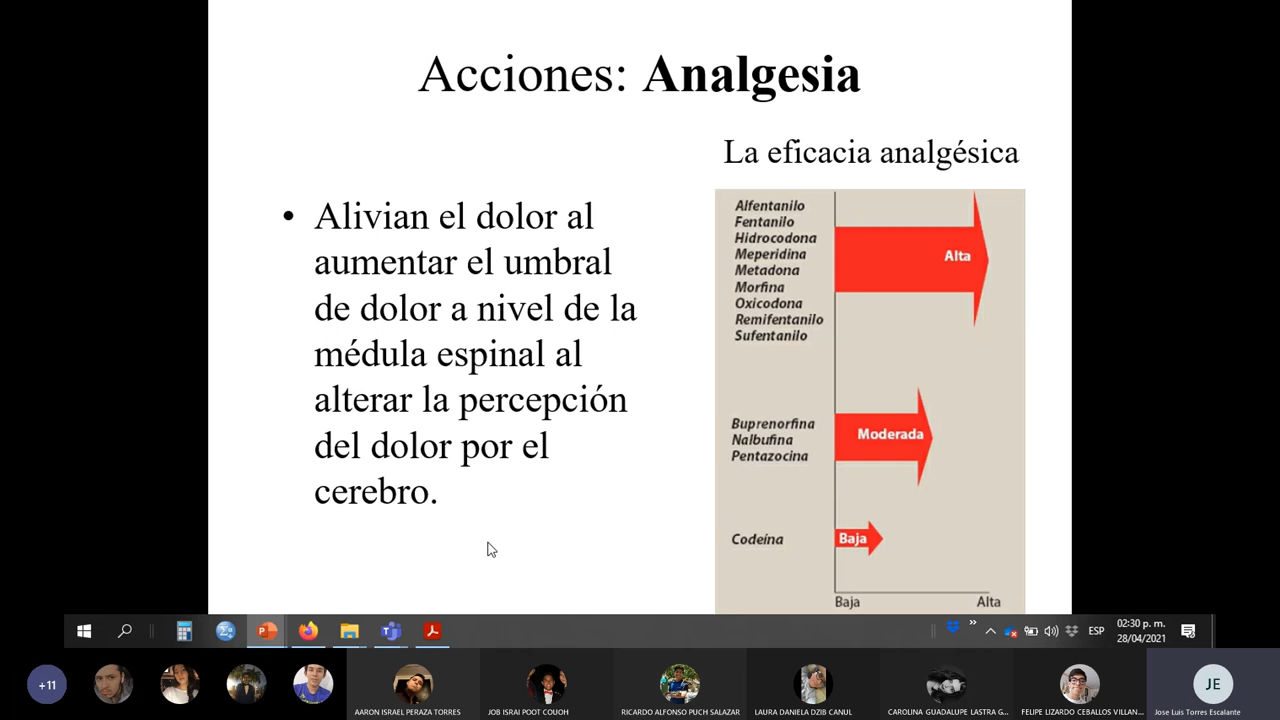 Acciones: Analgesia
La eficacia analgésica
• Alivian el dolor al
aumentar el umbral
de dolor a nivel de la
médula espinal al
alterar la percepción
del dolor por el
cerebro.
Alfentanilo
Fentanilo
Hidrocodona
Meperidina
Metadona
Morfina
Oxicodona
Remifentanilo
Sufentanilo
Alta
Buprenorfina
Nalbufina
Pentazocina
Moderada
Codeína
Baja
Baja Alta
ESP
02:30 p. m.
28/04/2021
+11
AARON ISRAEL PERAZA TORRES
JOB ISRAI POOT COUOH
RICARDO ALFONSO PUCH SALAZAR
LAURA DANIELA DZIB CANUL
CAROLINA GUADALUPE LASTRA G...
FELIPE LIZARDO CEBALLOS VILLAN...
JE
Jose Luis Torres Escalante